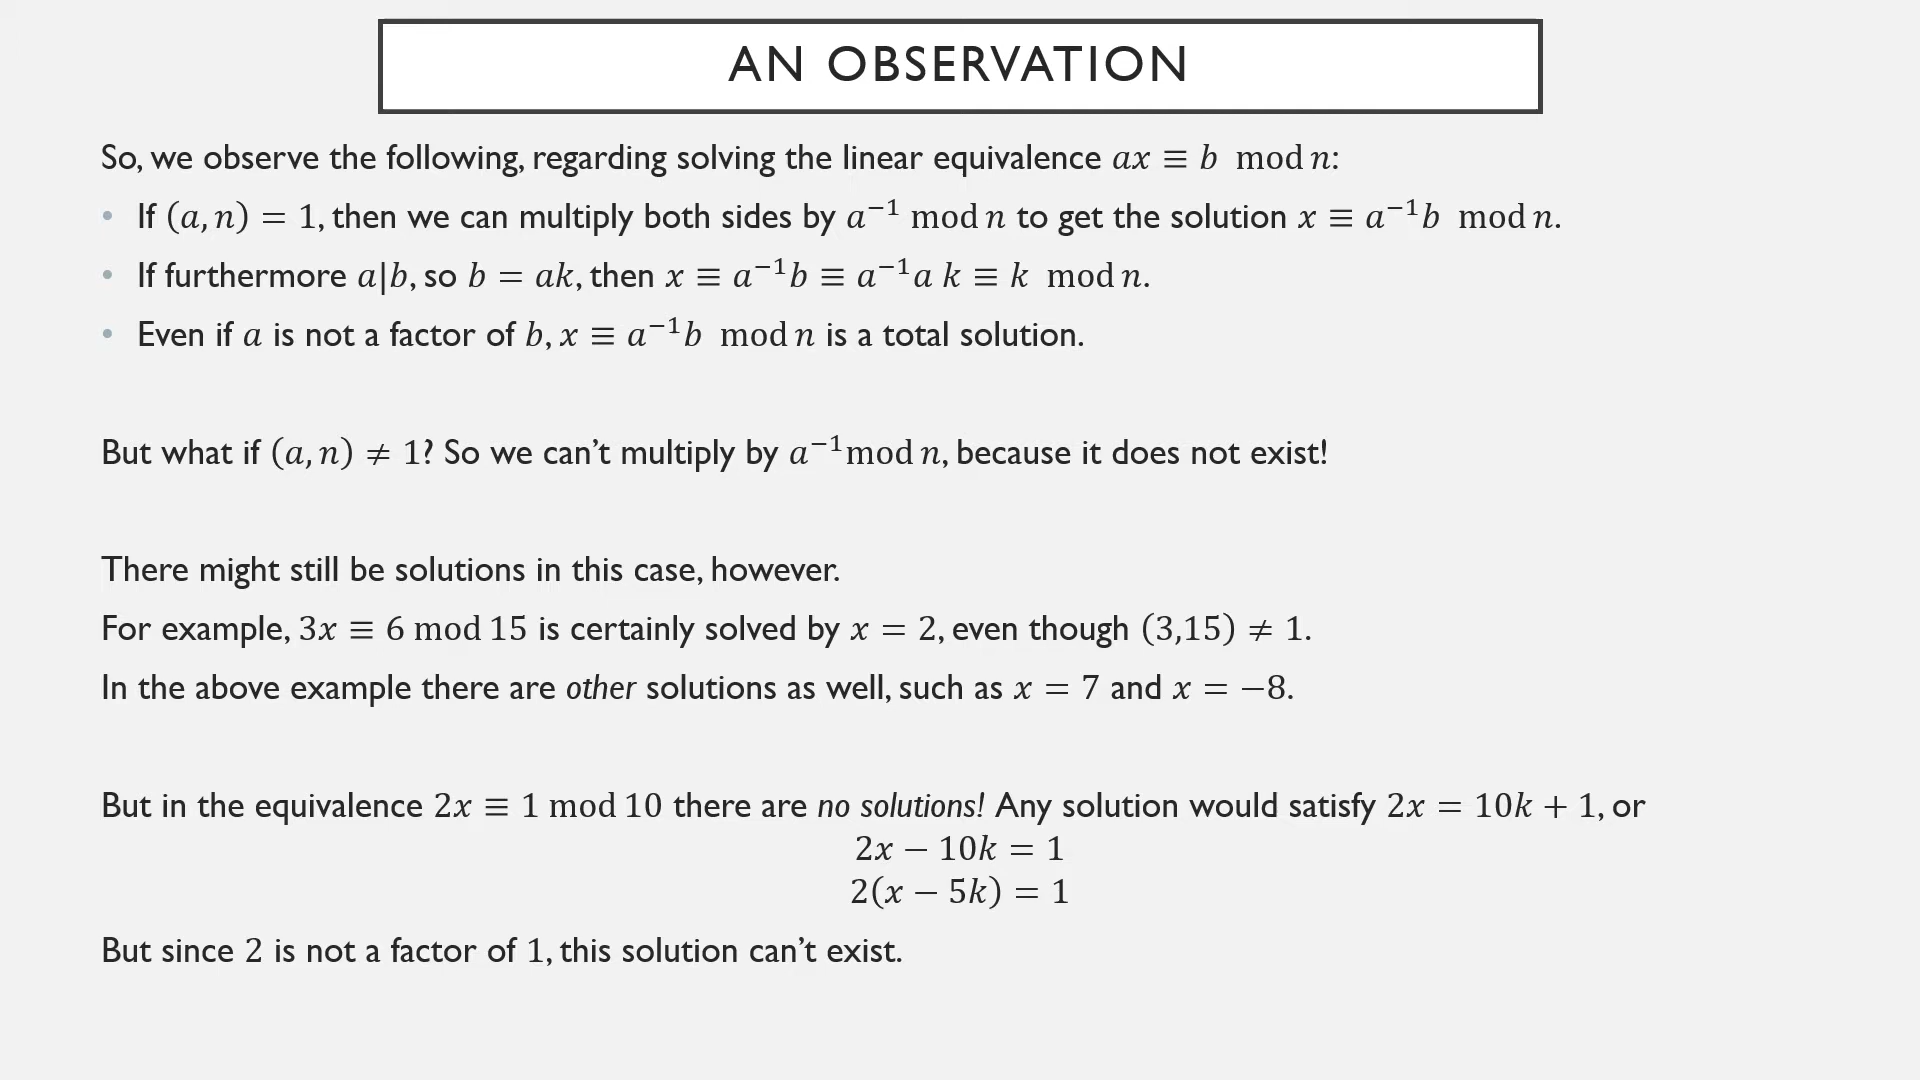 AN OBSERVATION
So, we observe the following, regarding solving the linear equivalence 𝑎𝑥 ≡ 𝑏 mod 𝑛:
• If (𝑎, 𝑛) = 1, then we can multiply both sides by 𝑎⁻¹ mod 𝑛 to get the solution 𝑥 ≡ 𝑎⁻¹𝑏 mod 𝑛.
• If furthermore 𝑎|𝑏, so 𝑏 = 𝑎𝑘, then 𝑥 ≡ 𝑎⁻¹𝑏 ≡ 𝑎⁻¹𝑎 𝑘 ≡ 𝑘 mod 𝑛.
• Even if 𝑎 is not a factor of 𝑏, 𝑥 ≡ 𝑎⁻¹𝑏 mod 𝑛 is a total solution.
But what if (𝑎, 𝑛) ≠ 1? So we can’t multiply by 𝑎⁻¹mod 𝑛, because it does not exist!
There might still be solutions in this case, however.
For example, 3𝑥 ≡ 6 mod 15 is certainly solved by 𝑥 = 2, even though (3,15) ≠ 1.
In the above example there are other solutions as well, such as 𝑥 = 7 and 𝑥 = −8.
But in the equivalence 2𝑥 ≡ 1 mod 10 there are no solutions! Any solution would satisfy 2𝑥 = 10𝑘 + 1, or
2𝑥 − 10𝑘 = 1
2(𝑥 − 5𝑘) = 1
But since 2 is not a factor of 1, this solution can’t exist.